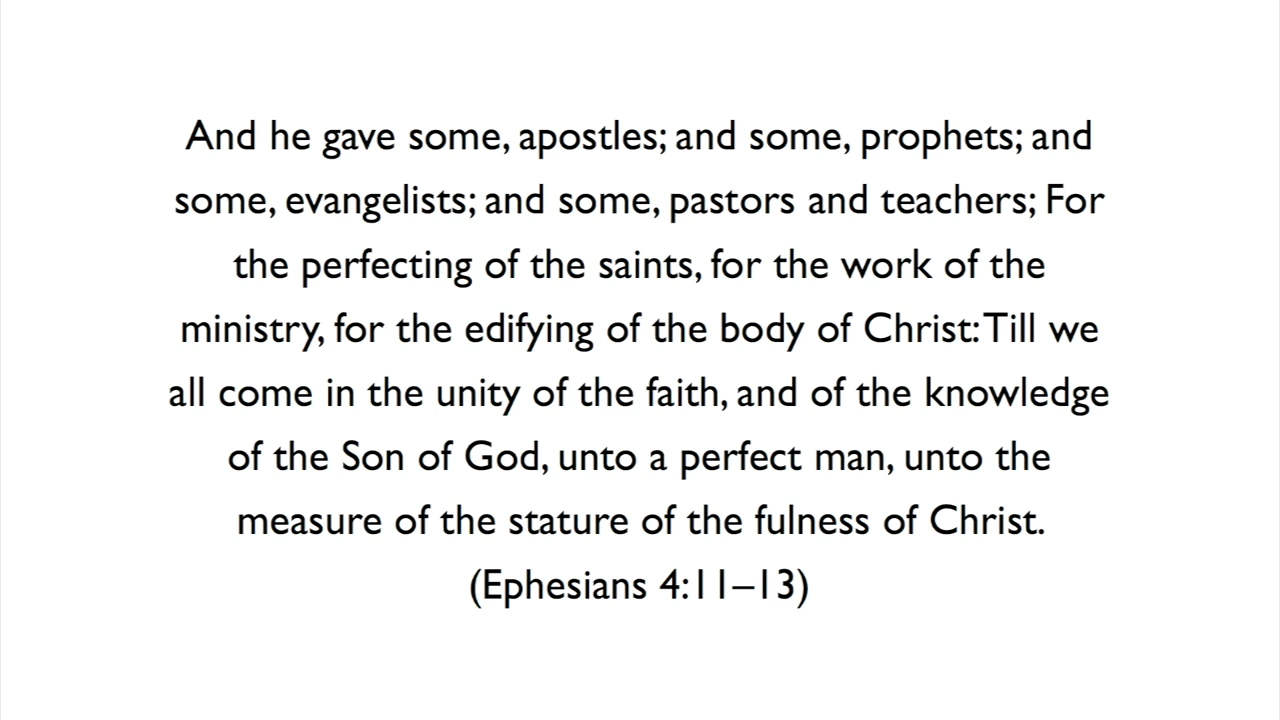 And he gave some, apostles; and some, prophets; and
some, evangelists; and some, pastors and teachers; For
the perfecting of the saints, for the work of the
ministry, for the edifying of the body of Christ: Till we
all come in the unity of the faith, and of the knowledge
of the Son of God, unto a perfect man, unto the
measure of the stature of the fulness of Christ.
(Ephesians 4:11–13)